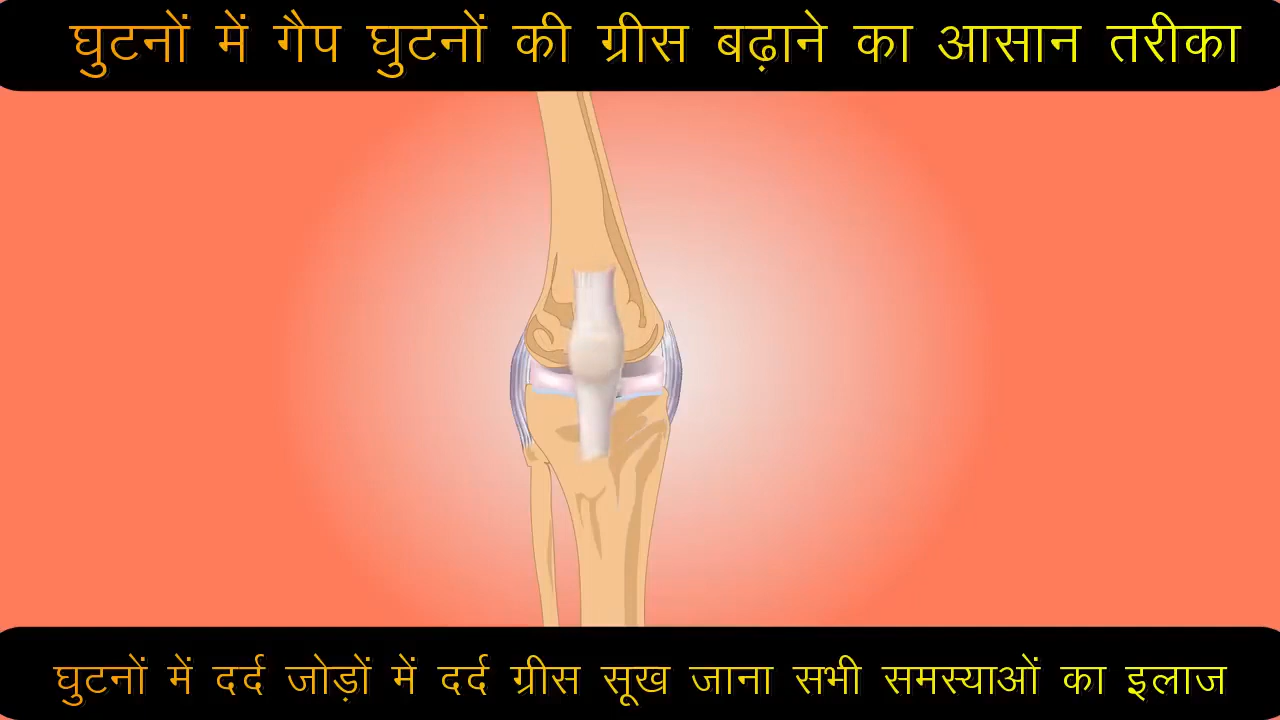 घुटनों में गैप घुटनों की ग्रीस बढ़ाने का आसान तरीका
घुटनों में दर्द जोड़ों में दर्द ग्रीस सूख जाना सभी समस्याओं का इलाज